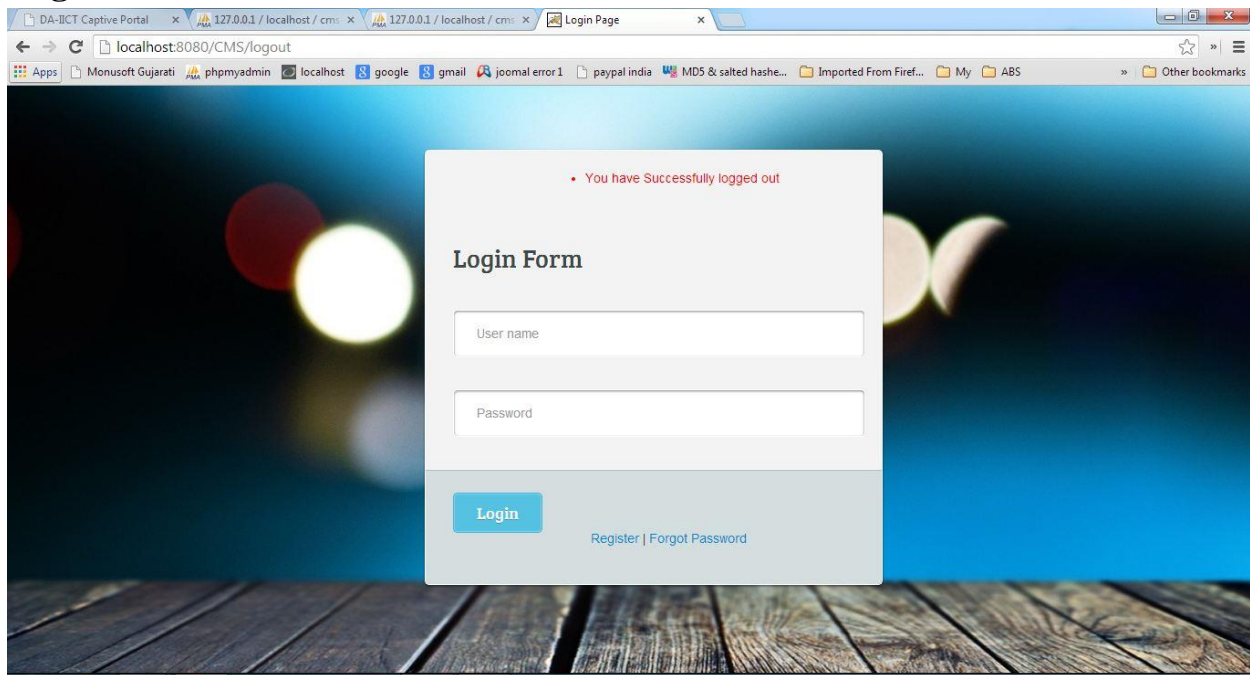 DA-IICT Captive Portal
127.0.0.1 / localhost / cms
127.0.0.1 / localhost / cms
Login Page
localhost:8080/CMS/logout
Apps Monusoft Gujarati phpmyadmin localhost google gmail joomal error 1 paypal india MD5 & salted hashe... Imported From Firef... My ABS » Other bookmarks
• You have Successfully logged out
Login Form
User name
Password
Login
Register | Forgot Password